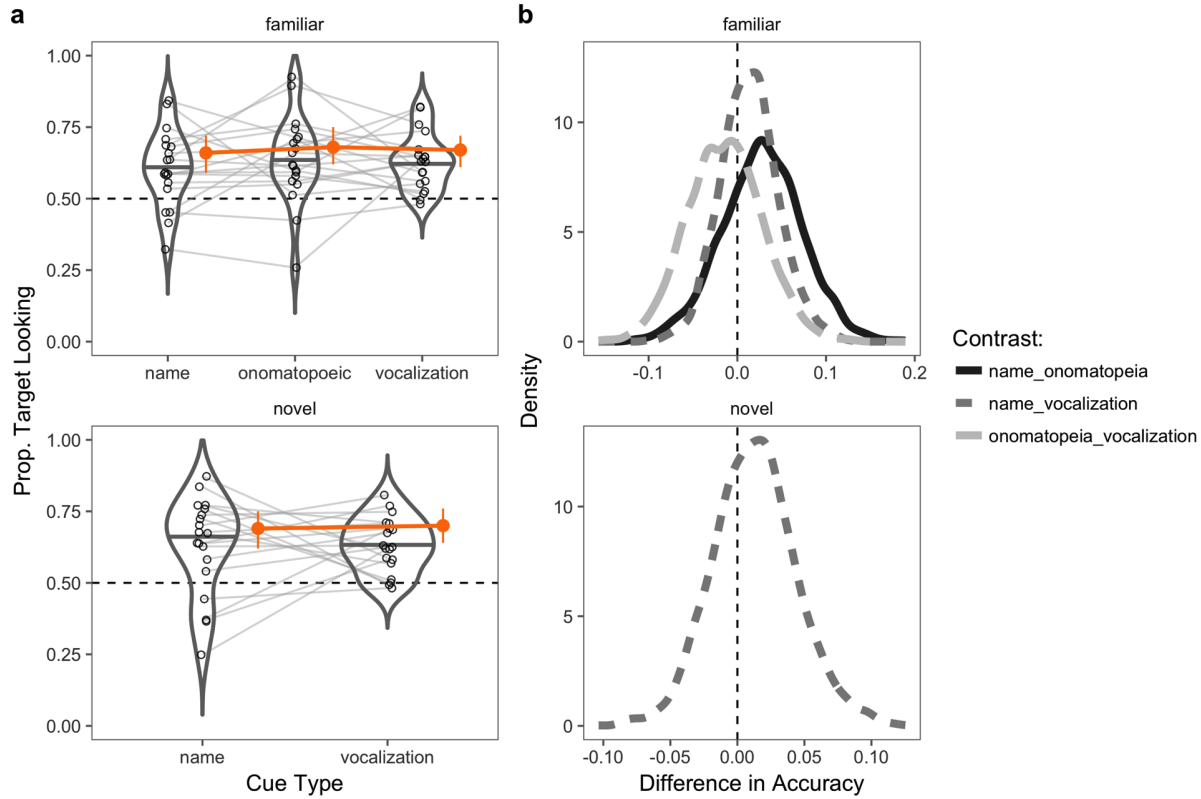 a
familiar
1.00
0.75
0.50
0.25
0.00
name onomatopoeic vocalization
novel
1.00
0.75
0.50
0.25
0.00
name vocalization
Cue Type
Prop. Target Looking
b
familiar
10
5
0
-0.1 0.0 0.1 0.2
novel
10
5
0
-0.10 -0.05 0.00 0.05 0.10
Difference in Accuracy
Density
Contrast:
name_onomatopeia
name_vocalization
onomatopeia_vocalization